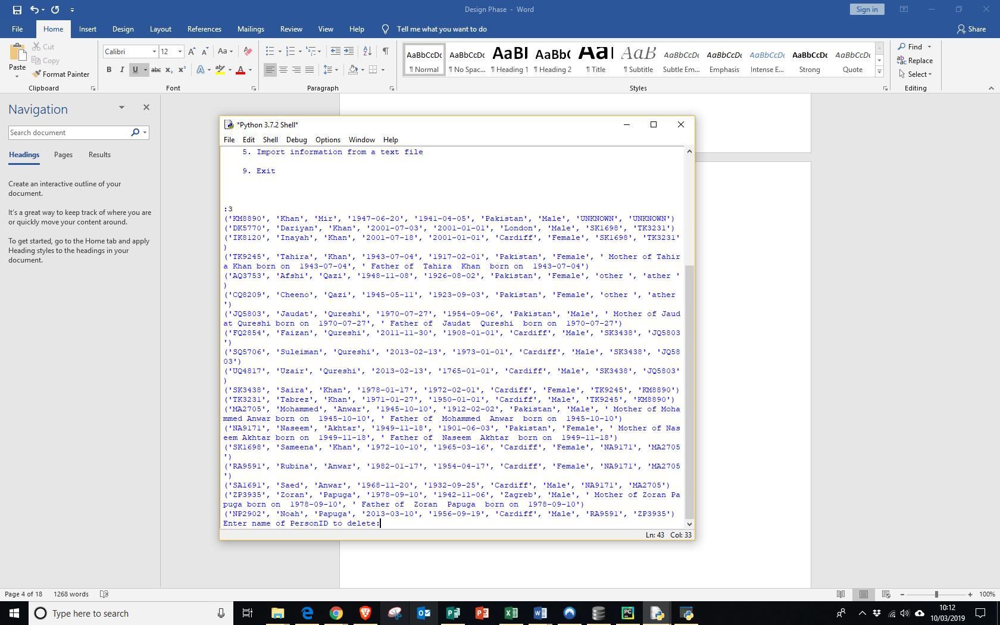 Design Phase - Word
Sign in
File Home Insert Design Layout References Mailings Review View Help Tell me what you want to do Share
Paste
Cut
Copy
Format Painter
Clipboard
Calibri 12
Font
Paragraph
AaBbCcDc AaBbCcDc AaBl AaBbC AaI AaB AaBbCcDc AaBbCcDc AaBbCcDc AaBbCcDc AaBbCcDc
¶ Normal ¶ No Spac... ¶ Heading 1 ¶ Heading 2 ¶ Title ¶ Subtitle Subtle Em... Emphasis Intense E... Strong Quote
Styles
Find
Replace
Select
Editing
Navigation
Search document
Headings Pages Results
Create an interactive outline of your
document.
It's a great way to keep track of where you are
or quickly move your content around.
To get started, go to the Home tab and apply
Heading styles to the headings in your
document.
*Python 3.7.2 Shell*
File Edit Shell Debug Options Window Help
5. Import information from a text file
9. Exit
:3
('KM8890', 'Khan', 'Mir', '1947-06-20', '1941-04-05', 'Pakistan', 'Male', 'UNKNOWN', 'UNKNOWN')
('DK5770', 'Dariyan', 'Khan', '2001-07-03', '2001-01-01', 'London', 'Male', 'SK1698', 'TK3231')
('IK8120', 'Inayah', 'Khan', '2001-07-18', '2001-01-01', 'Cardiff', 'Female', 'SK1698', 'TK3231'
)
('TK9245', 'Tahira', 'Khan', '1943-07-04', '1917-02-01', 'Pakistan', 'Female', ' Mother of Tahir
a Khan born on  1943-07-04', ' Father of  Tahira  Khan  born on  1943-07-04')
('AQ3753', 'Afshi', 'Qazi', '1948-11-08', '1926-08-02', 'Pakistan', 'Female', 'other ', 'ather '
)
('CQ8209', 'Cheeno', 'Qazi', '1945-05-11', '1923-09-03', 'Pakistan', 'Female', 'other ', 'ather
')
('JQ5803', 'Jaudat', 'Qureshi', '1970-07-27', '1954-09-06', 'Pakistan', 'Male', ' Mother of Jaud
at Qureshi born on  1970-07-27', ' Father of  Jaudat  Qureshi  born on  1970-07-27')
('FQ2854', 'Faizan', 'Qureshi', '2011-11-30', '1908-01-01', 'Cardiff', 'Male', 'SK3438', 'JQ5803
')
('SQ5706', 'Suleiman', 'Qureshi', '2013-02-13', '1973-01-01', 'Cardiff', 'Male', 'SK3438', 'JQ58
03')
('UQ4817', 'Uzair', 'Qureshi', '2013-02-13', '1765-01-01', 'Cardiff', 'Male', 'SK3438', 'JQ5803'
)
('SK3438', 'Saira', 'Khan', '1978-01-17', '1972-02-01', 'Cardiff', 'Female', 'TK9245', 'KM8890')
('TK3231', 'Tabrez', 'Khan', '1971-01-27', '1950-01-01', 'Cardiff', 'Male', 'TK9245', 'KM8890')
('MA2705', 'Mohammed', 'Anwar', '1945-10-10', '1912-02-02', 'Pakistan', 'Male', ' Mother of Moha
mmed Anwar born on  1945-10-10', ' Father of  Mohammed  Anwar  born on  1945-10-10')
('NA9171', 'Naseem', 'Akhtar', '1949-11-18', '1901-06-03', 'Pakistan', 'Female', ' Mother of Nas
eem Akhtar born on  1949-11-18', ' Father of  Naseem  Akhtar  born on  1949-11-18')
('SK1698', 'Sameena', 'Khan', '1972-10-10', '1965-03-16', 'Cardiff', 'Female', 'NA9171', 'MA2705
')
('RA9591', 'Rubina', 'Anwar', '1982-01-17', '1954-04-17', 'Cardiff', 'Female', 'NA9171', 'MA2705
')
('SA1691', 'Saed', 'Anwar', '1968-11-20', '1932-09-25', 'Cardiff', 'Male', 'NA9171', 'MA2705')
('ZP3935', 'Zoran', 'Papuga', '1978-09-10', '1942-11-06', 'Zagreb', 'Male', ' Mother of Zoran Pa
puga born on  1978-09-10', ' Father of  Zoran  Papuga  born on  1978-09-10')
('NP2902', 'Noah', 'Papuga', '2013-03-10', '1956-09-19', 'Cardiff', 'Male', 'RA9591', 'ZP3935')
Enter name of PersonID to delete:
Ln: 43 Col: 33
Page 4 of 18 1268 words 100%
Type here to search
10:12
10/03/2019